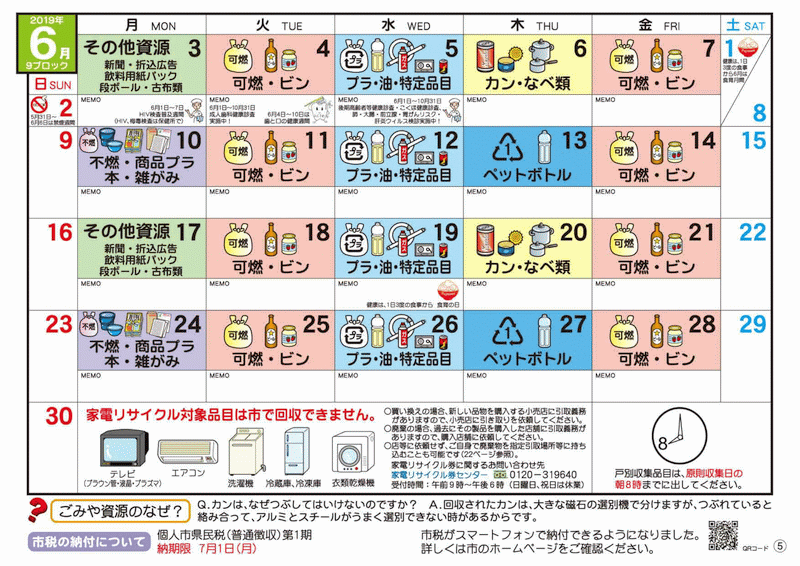 2019年
6月
9ブロック
月 MON
火 TUE
水 WED
木 THU
金 FRI
土 SAT
日 SUN
その他資源 3
新聞・折込広告
飲料用紙パック
段ボール・古布類
可燃
4
可燃・ビン
プラ
5
プラ・油・特定品目
6
カン・なべ類
可燃
7
可燃・ビン
1
健康は、1日
3度の食事
から6月は
食育月間
8
2
5月31日〜
6月6日は禁煙週間
MEMO
6月1日〜7日
HIV検査普及週間
(HIV、梅毒検査は保健所で)
MEMO
6月1日〜10月31日
成人歯科健康診査
実施中!
6月4日〜10日は
歯と口の健康週間
MEMO
6月1日〜10月31日
後期高齢者等健康診査・こくほ健康診査、
肺・大腸・前立腺・胃がんリスク・
肝炎ウイルス検診実施中!
MEMO
MEMO
9
不燃
10
不燃・商品プラ
本・雑がみ
可燃
11
可燃・ビン
プラ
12
プラ・油・特定品目
1
13
ペットボトル
可燃
14
可燃・ビン
15
MEMO
MEMO
MEMO
MEMO
MEMO
16
その他資源 17
新聞・折込広告
飲料用紙パック
段ボール・古布類
可燃
18
可燃・ビン
プラ
19
プラ・油・特定品目
20
カン・なべ類
可燃
21
可燃・ビン
22
MEMO
MEMO
MEMO
健康は、1日3度の食事から 食育の日
MEMO
MEMO
23
不燃
24
不燃・商品プラ
本・雑がみ
可燃
25
可燃・ビン
プラ
26
プラ・油・特定品目
1
27
ペットボトル
可燃
28
可燃・ビン
29
MEMO
MEMO
MEMO
MEMO
MEMO
30
家電リサイクル対象品目は市で回収できません。
テレビ
(ブラウン管・液晶・プラズマ)
エアコン
洗濯機
冷蔵庫、冷凍庫
衣類乾燥機
○買い換えの場合、新しい品物を購入する小売店に引取義務
がありますので、小売店に引き取りを依頼してください。
○廃棄の場合、過去にその製品を購入した店舗に引取義務が
ありますので、購入店舗に依頼してください。
○店等に依頼せず、ご自身で廃棄物を指定引取場所等に持ち
込むことも可能です(22ページ参照)。
家電リサイクル券に関するお問い合わせ先
家電リサイクル券センター 0120−319640
受付時間:午前9時〜午後6時(日曜日、祝日は休業)
8
戸別収集品目は、原則収集日の
朝8時までに出してください。
ごみや資源のなぜ?
Q.カンは、なぜつぶしてはいけないのですか? A.回収されたカンは、大きな磁石の選別機で分けますが、つぶれていると
絡み合って、アルミとスチールがうまく選別できない時があるからです。
市税の納付について
個人市県民税(普通徴収)第1期
納期限 7月1日(月)
市税がスマートフォンで納付できるようになりました。
詳しくは市のホームページをご確認ください。
QRコード
5